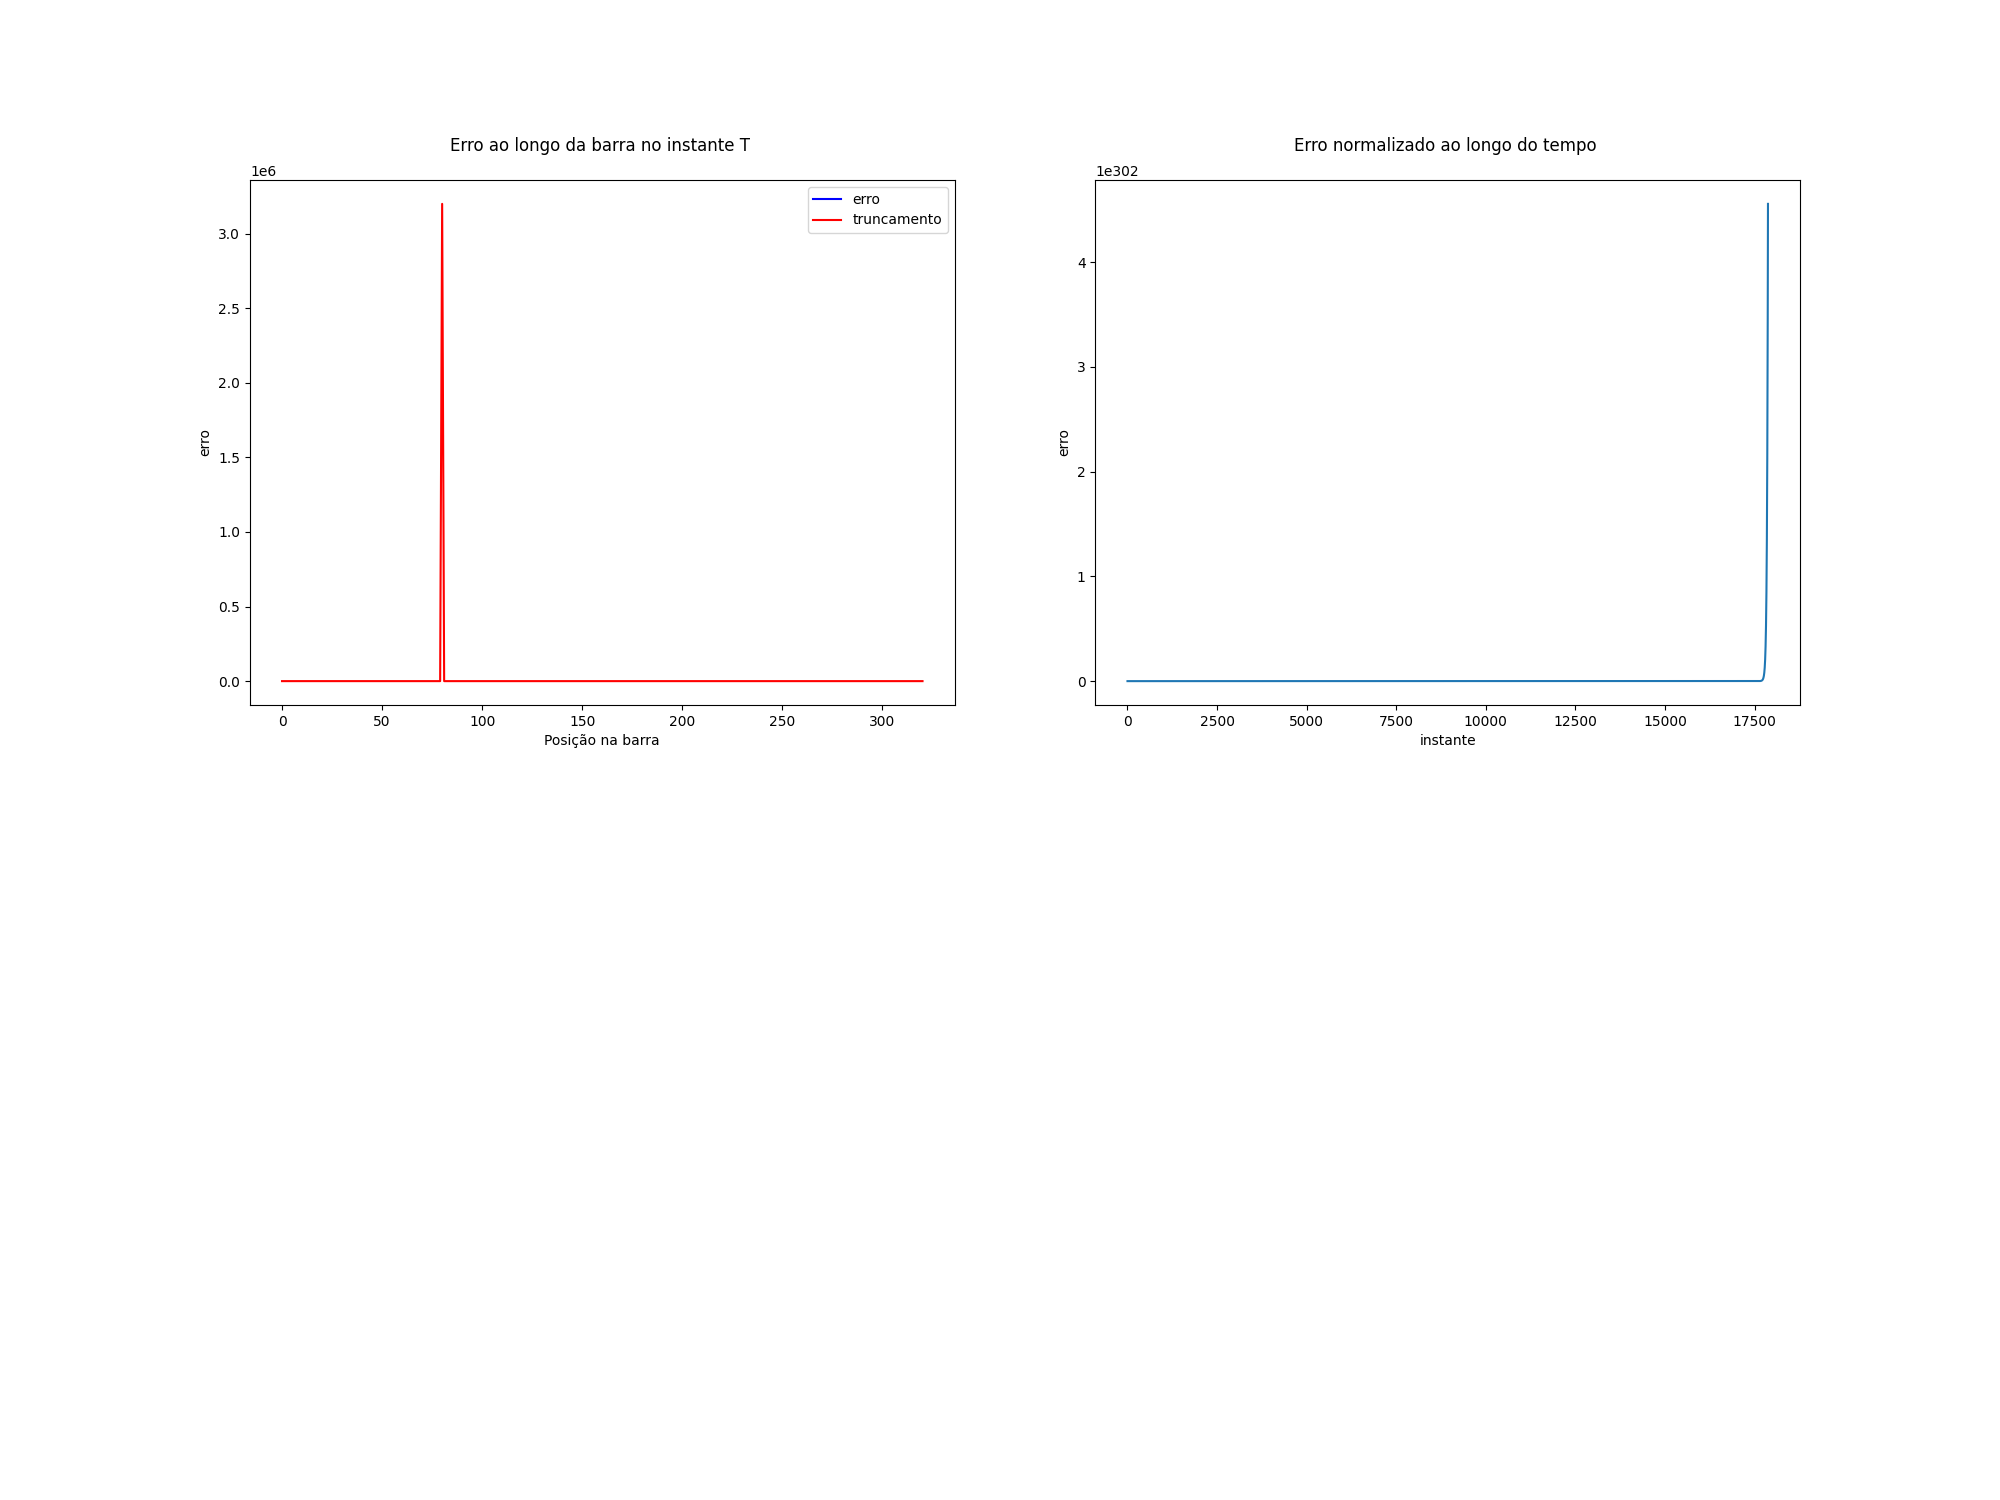 Erro ao longo da barra no instante T
1e6
erro
truncamento
3.0
2.5
2.0
1.5
1.0
0.5
0.0
erro
0 50 100 150 200 250 300
Posição na barra
Erro normalizado ao longo do tempo
1e302
4
3
2
1
0
erro
0 2500 5000 7500 10000 12500 15000 17500
instante